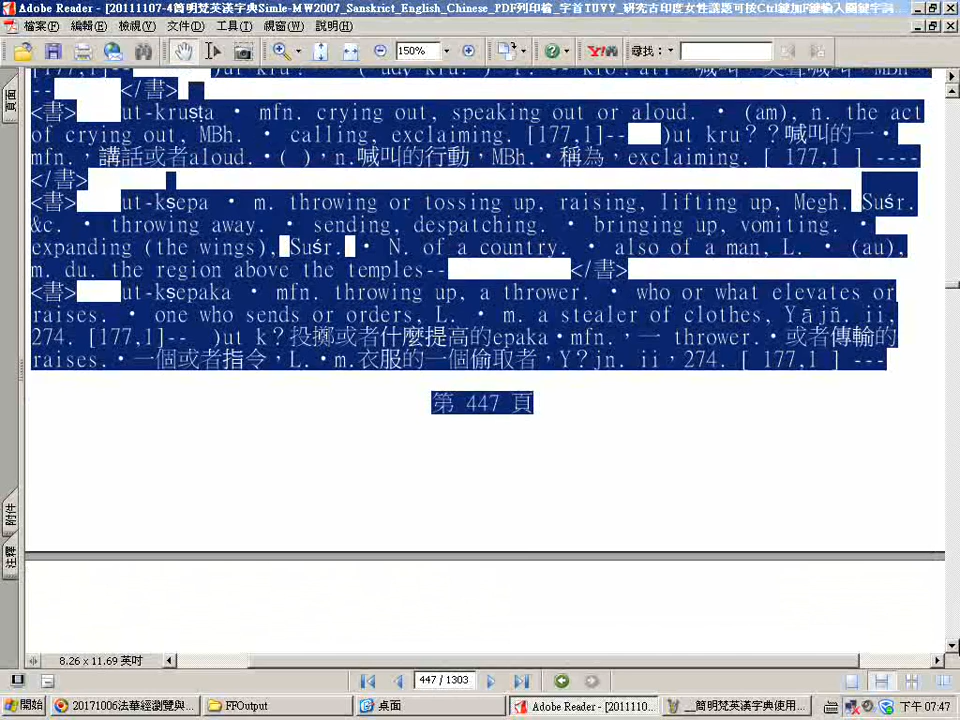 Adobe Reader - [20111107-4簡明梵英漢字典Simle-MW2007_Sanskrict_English_Chinese_PDF列印檔_字首TUVY_研究古印度女性議題可按Ctrl鍵加F鍵輸入關鍵字詞...
檔案(F) 編輯(E) 檢視(V) 文件(D) 工具(T) 視窗(W) 說明(H)
150% 尋找：
頁面
-- </書>
<書> ut-kruṣṭa • mfn. crying out, speaking out or aloud. • (am), n. the act
of crying out, MBh. • calling, exclaiming. [177,1]-- )ut kru？？喊叫的一•
mfn.，講話或者aloud.•( )，n.喊叫的行動，MBh.•稱為，exclaiming. [ 177,1 ] ----
</書>
<書> ut-kṣepa • m. throwing or tossing up, raising, lifting up, Megh. Suśr.
&c. • throwing away. • sending, despatching. • bringing up, vomiting. •
expanding (the wings), Suśr. • N. of a country. • also of a man, L. • (au),
m. du. the region above the temples-- </書>
<書> ut-kṣepaka • mfn. throwing up, a thrower. • who or what elevates or
raises. • one who sends or orders, L. • m. a stealer of clothes, Yājñ. ii,
274. [177,1]-- )ut k？投擲或者什麼提高的epaka•mfn.，一 thrower.•或者傳輸的
raises.•一個或者指令，L.•m.衣服的一個偷取者，Y？jn. ii，274. [ 177,1 ] ---
第 447 頁
附件
注釋
8.26 x 11.69 英吋
447 / 1303
開始 20171006法華經瀏覽與... FFOutput 桌面 Adobe Reader - [201110... __簡明梵英漢字典使用... 下午 07:47